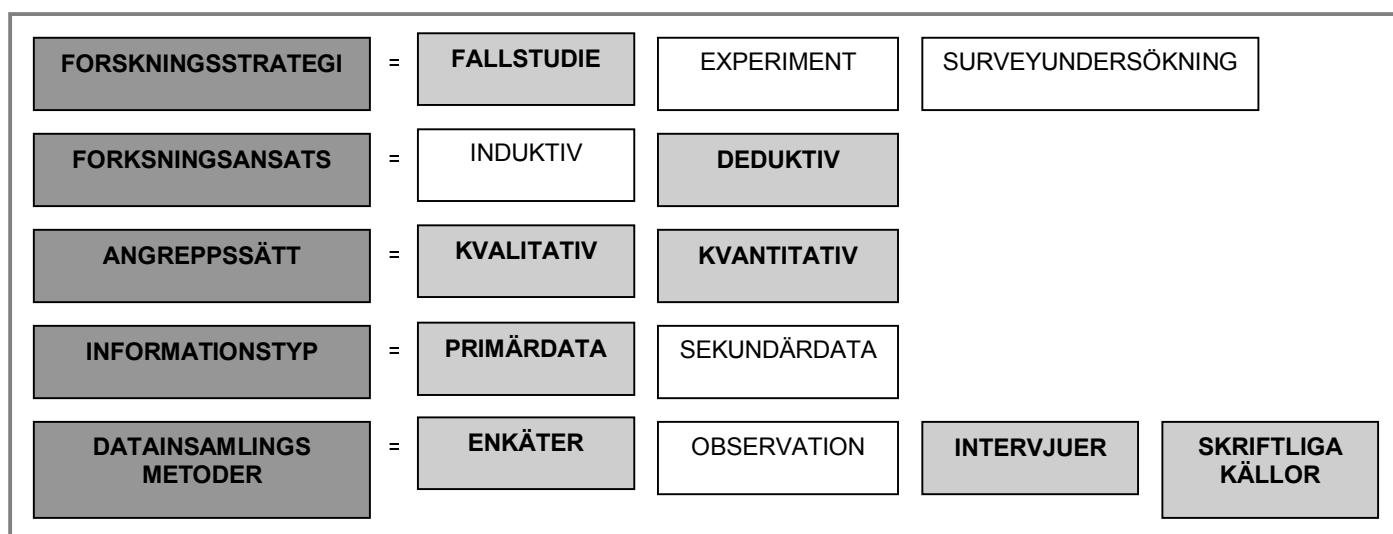 FORSKNINGSSTRATEGI = FALLSTUDIE EXPERIMENT SURVEYUNDERSÖKNING
FORKSNINGSANSATS = INDUKTIV DEDUKTIV
ANGREPPSSÄTT = KVALITATIV KVANTITATIV
INFORMATIONSTYP = PRIMÄRDATA SEKUNDÄRDATA
DATAINSAMLINGS METODER = ENKÄTER OBSERVATION INTERVJUER SKRIFTLIGA KÄLLOR